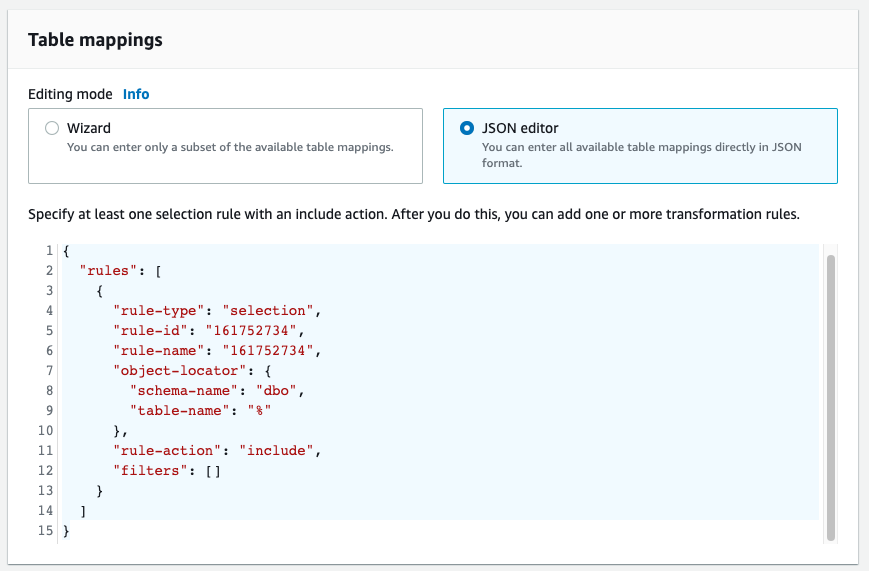 Table mappings
Editing mode Info
Wizard
You can enter only a subset of the available table mappings.
JSON editor
You can enter all available table mappings directly in JSON
format.
Specify at least one selection rule with an include action. After you do this, you can add one or more transformation rules.
1 {
2   "rules": [
3     {
4       "rule-type": "selection",
5       "rule-id": "161752734",
6       "rule-name": "161752734",
7       "object-locator": {
8         "schema-name": "dbo",
9         "table-name": "%"
10       },
11       "rule-action": "include",
12       "filters": []
13     }
14   ]
15 }